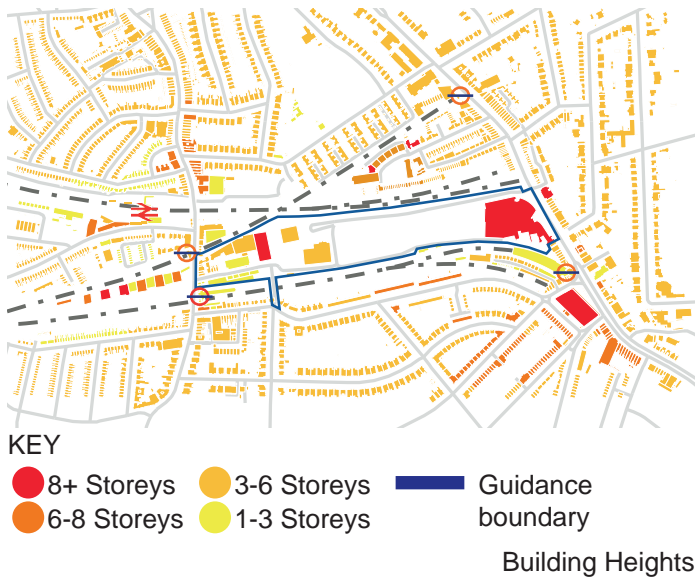 KEY
8+ Storeys
3-6 Storeys
Guidance
boundary
6-8 Storeys
1-3 Storeys
Building Heights